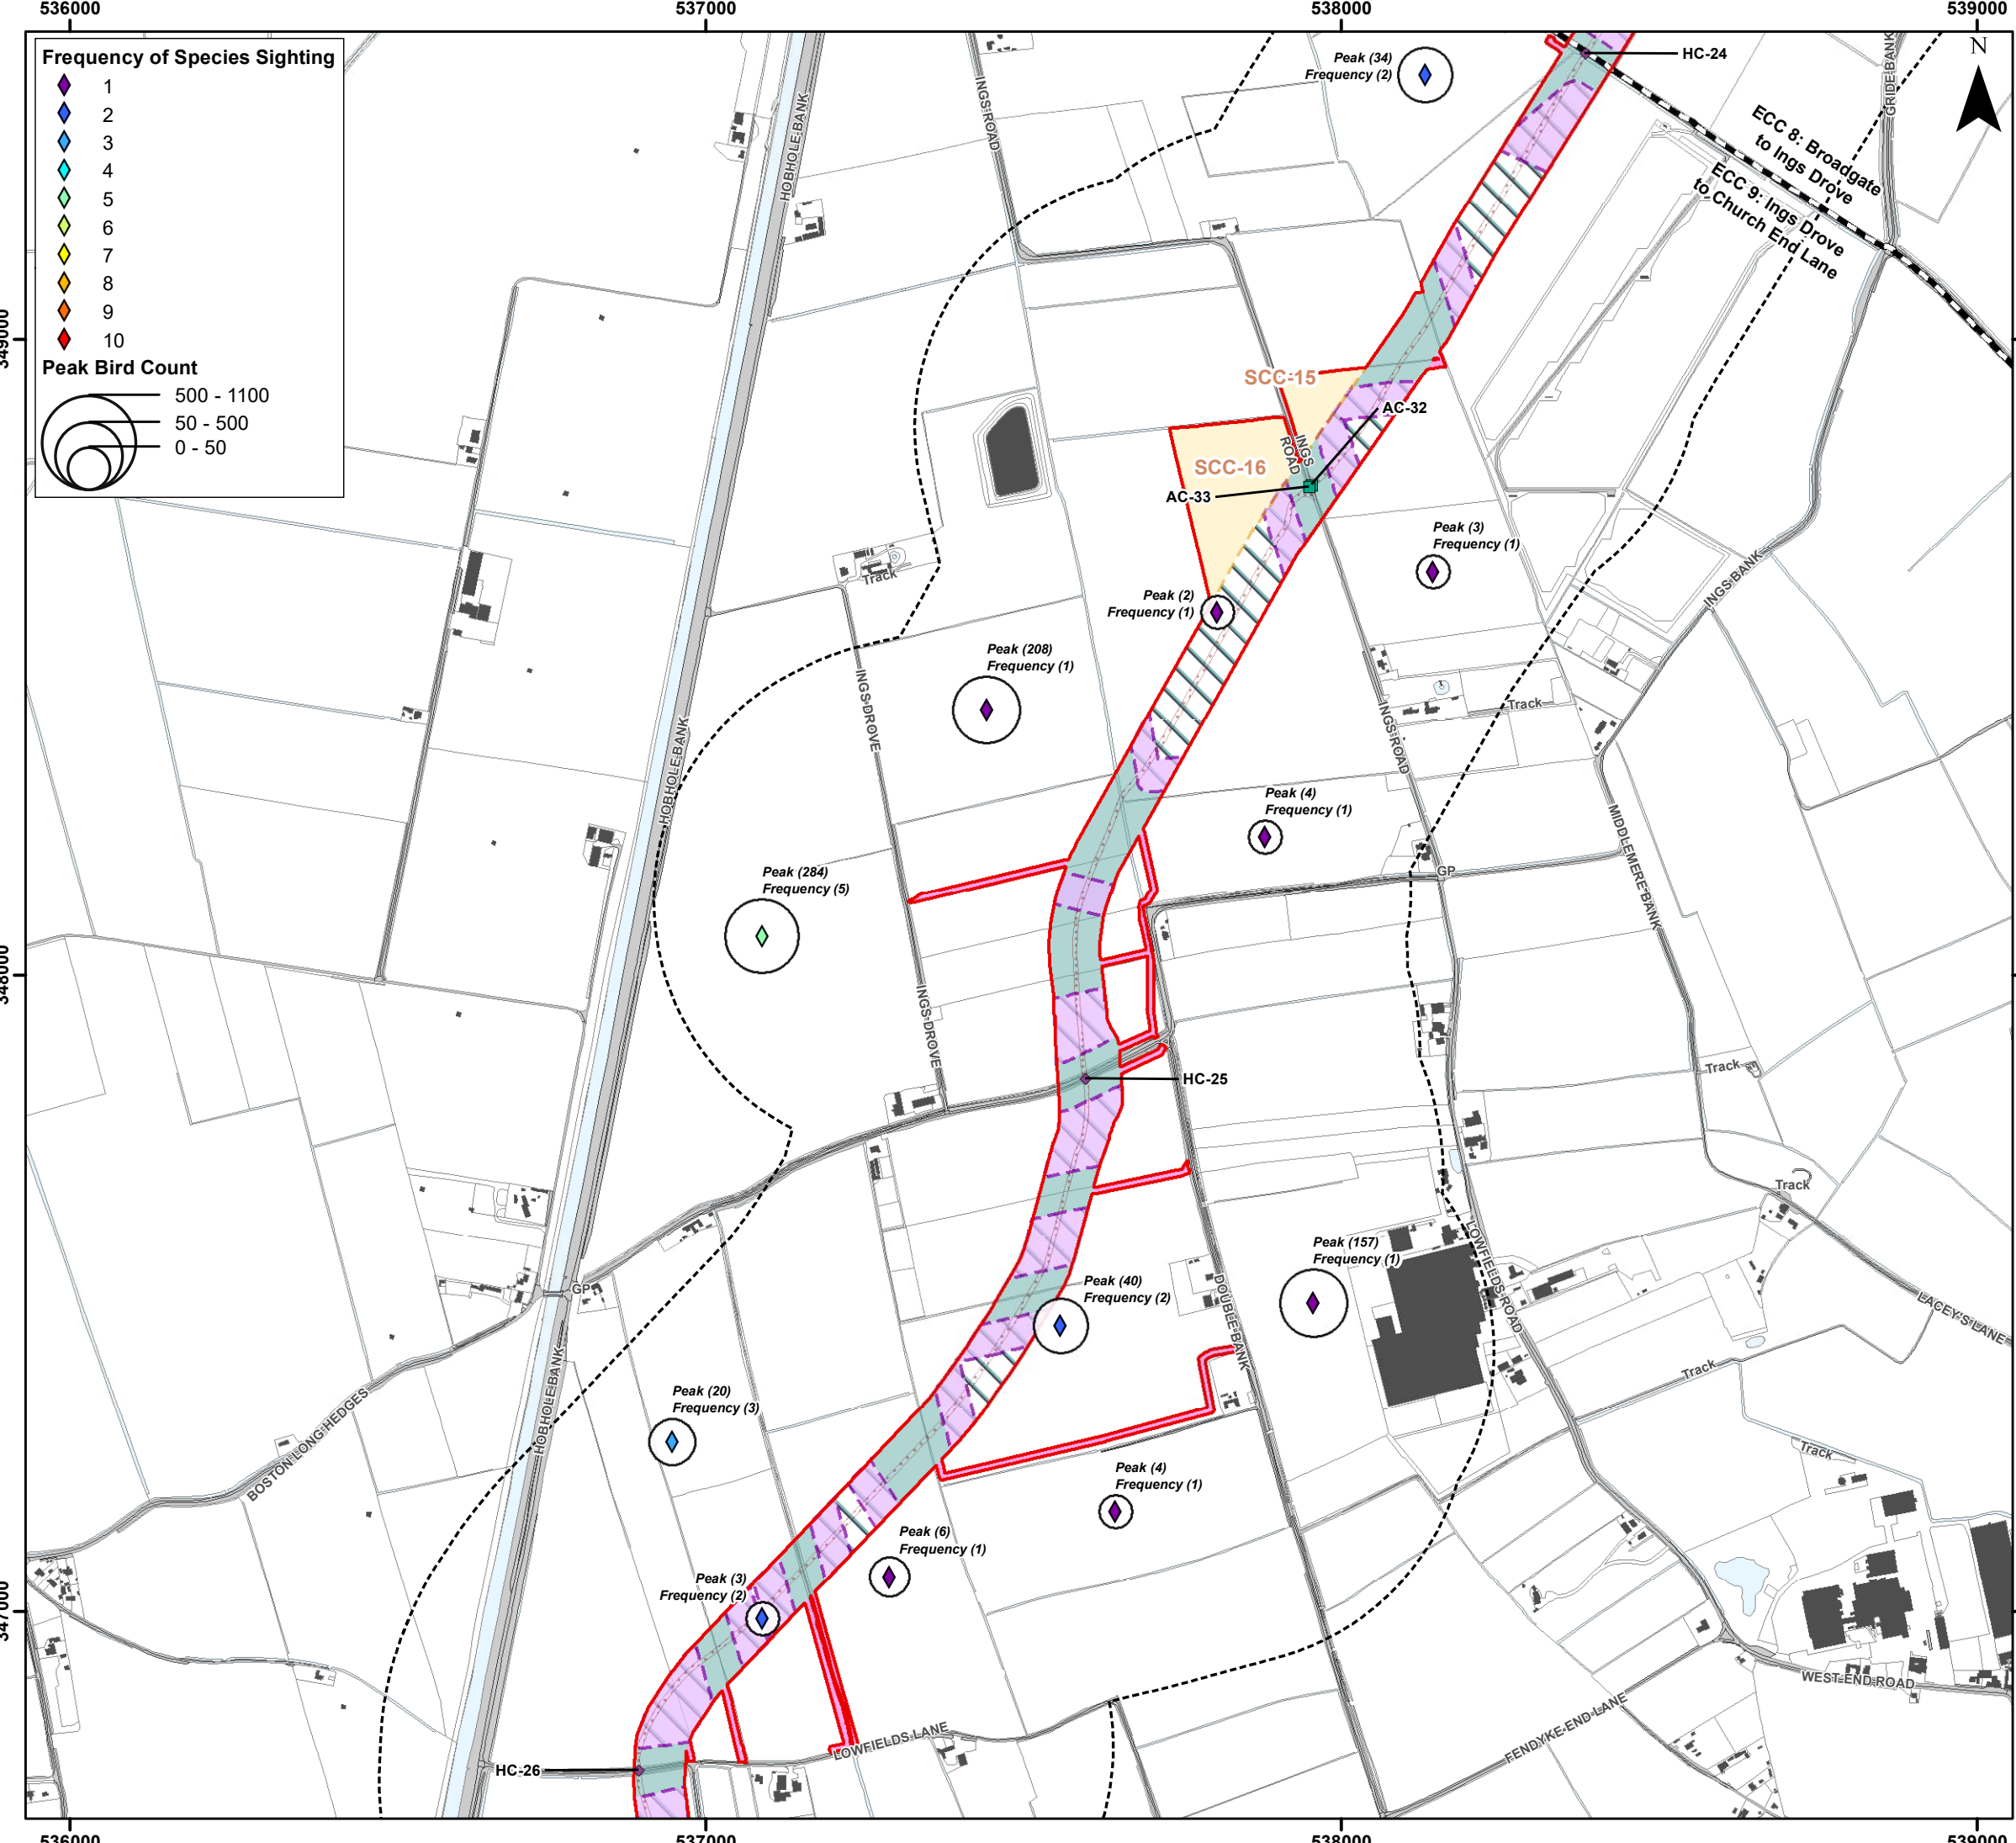 536000
537000
538000
539000
Frequency of Species Sighting
1
2
3
4
5
6
7
8
9
10
Peak Bird Count
500 - 1100
50 - 500
0 - 50
N
HC-24
Peak (34)
Frequency (2)
ECC 8: Broadgate
to Ings Drove
ECC 9: Ings Drove
to Church End Lane
GRIDE BANK
INGS ROAD
HOBHOLE BANK
349000
SCC-15
AC-32
INGS
ROAD
SCC-16
AC-33
Peak (3)
Frequency (1)
Track
INGS BANK
Peak (2)
Frequency (1)
Peak (208)
Frequency (1)
INGS DROVE
HOBHOLE BANK
INGS ROAD
Track
Peak (4)
Frequency (1)
MIDDLEMERE BANK
Peak (284)
Frequency (5)
GP
348000
INGS DROVE
HC-25
Track
Track
GP
Peak (157)
Frequency (1)
LOWFIELDS ROAD
Peak (40)
Frequency (2)
DOUBLE BANK
LACEY'S LANE
HOBHOLE BANK
Track
Peak (20)
Frequency (3)
BOSTON LONG HEDGES
Track
Peak (4)
Frequency (1)
Peak (6)
Frequency (1)
Peak (3)
Frequency (2)
347000
WEST END ROAD
FENDYKE END LANE
LOWFIELDS LANE
HC-26
536000
537000
538000
539000